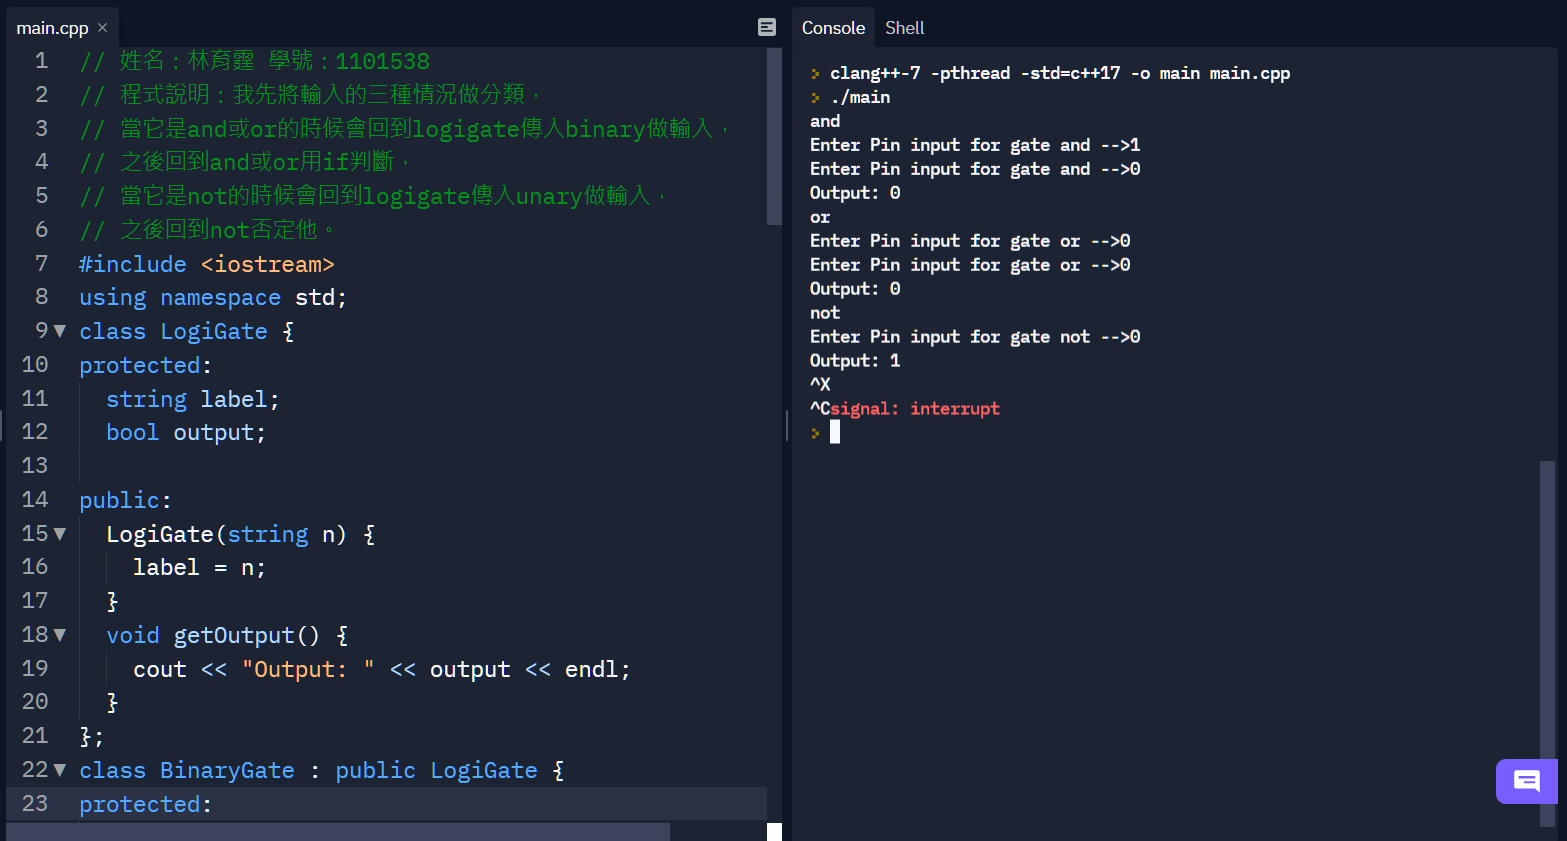 main.cpp ×
1 // 姓名：林育霆 學號：1101538
2 // 程式說明：我先將輸入的三種情況做分類，
3 // 當它是and或or的時候會回到logigate傳入binary做輸入，
4 // 之後回到and或or用if判斷，
5 // 當它是not的時候會回到logigate傳入unary做輸入，
6 // 之後回到not否定他。
7 #include <iostream>
8 using namespace std;
9 class LogiGate {
10 protected:
11 string label;
12 bool output;
13
14 public:
15 LogiGate(string n) {
16 label = n;
17 }
18 void getOutput() {
19 cout << "Output: " << output << endl;
20 }
21 };
22 class BinaryGate : public LogiGate {
23 protected:
Console Shell
> clang++-7 -pthread -std=c++17 -o main main.cpp
> ./main
and
Enter Pin input for gate and -->1
Enter Pin input for gate and -->0
Output: 0
or
Enter Pin input for gate or -->0
Enter Pin input for gate or -->0
Output: 0
not
Enter Pin input for gate not -->0
Output: 1
^X
^Csignal: interrupt
>